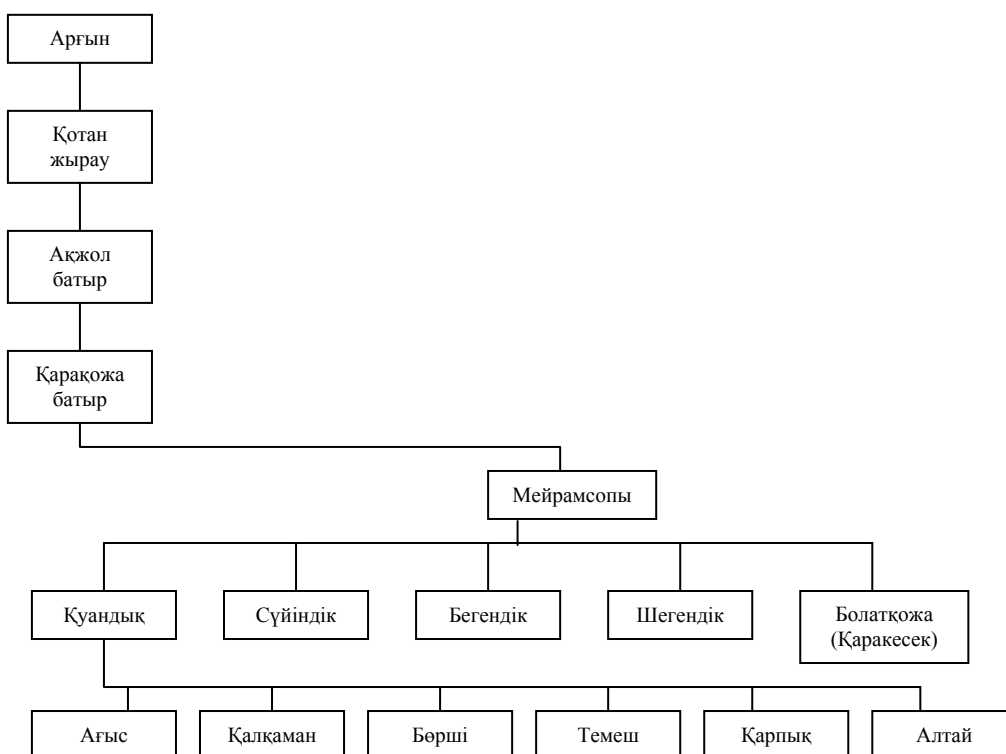 Арғын
Қотан
жырау
Ақжол
батыр
Қарақожа
батыр
Мейрамсопы
Қуандық
Сүйіндік
Бегендік
Шегендік
Болатқожа
(Қаракесек)
Ағыс
Қалқаман
Бөрші
Темеш
Қарпық
Алтай